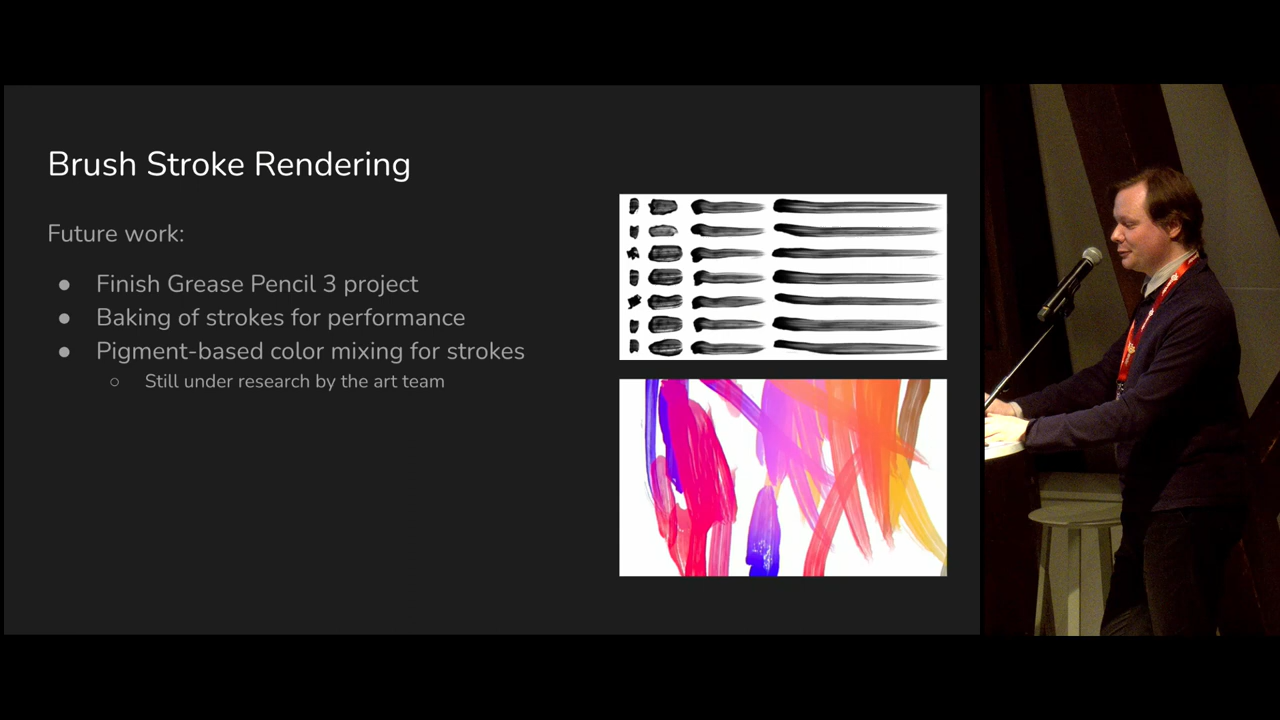 Brush Stroke Rendering
Future work:
● Finish Grease Pencil 3 project
● Baking of strokes for performance
● Pigment-based color mixing for strokes
○ Still under research by the art team